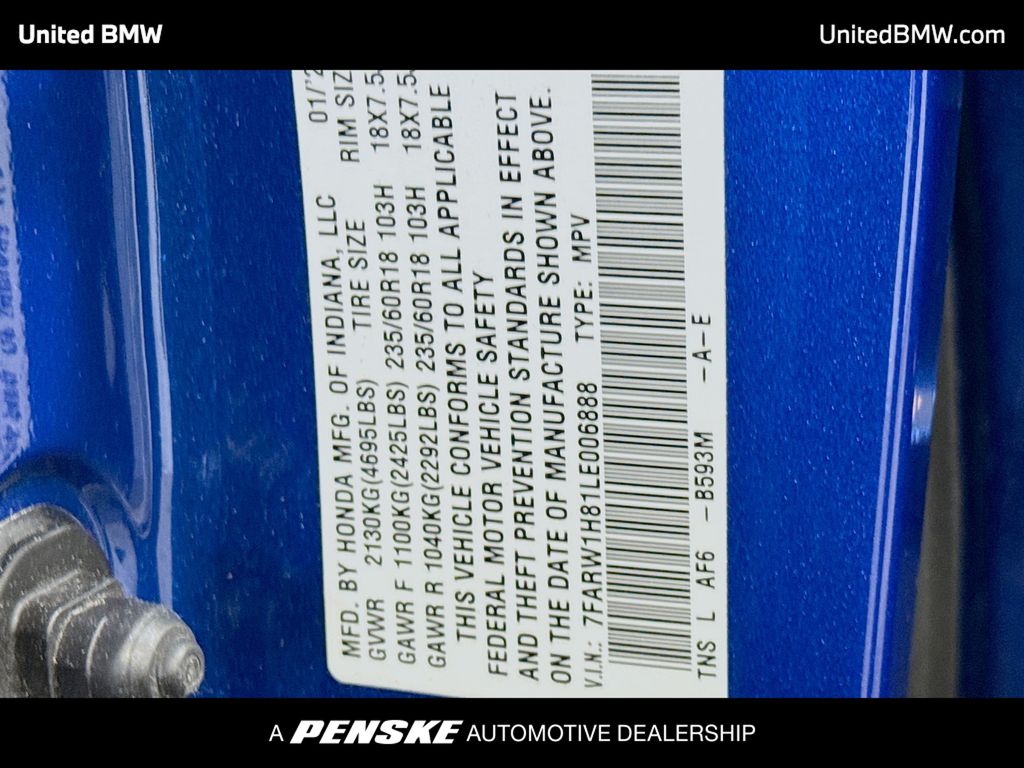 United BMW
UnitedBMW.com
MFD. BY HONDA MFG. OF INDIANA, LLC 01/'2
GVWR 2130KG(4695LBS) TIRE SIZE RIM SIZ
GAWR F 1100KG(2425LBS) 235/60R18 103H 18X7.5
GAWR R 1040KG(2292LBS) 235/60R18 103H 18X7.5
THIS VEHICLE CONFORMS TO ALL APPLICABLE
FEDERAL MOTOR VEHICLE SAFETY
AND THEFT PREVENTION STANDARDS IN EFFECT
ON THE DATE OF MANUFACTURE SHOWN ABOVE.
V.I.N.: 7FARW1H81LE006888 TYPE: MPV
TNS L AF6 -B593M -A-E
A PENSKE AUTOMOTIVE DEALERSHIP